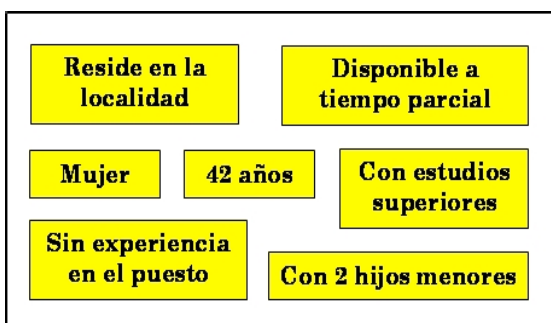 Reside en la
localidad
Disponible a
tiempo parcial
Mujer
42 años
Con estudios
superiores
Sin experiencia
en el puesto
Con 2 hijos menores